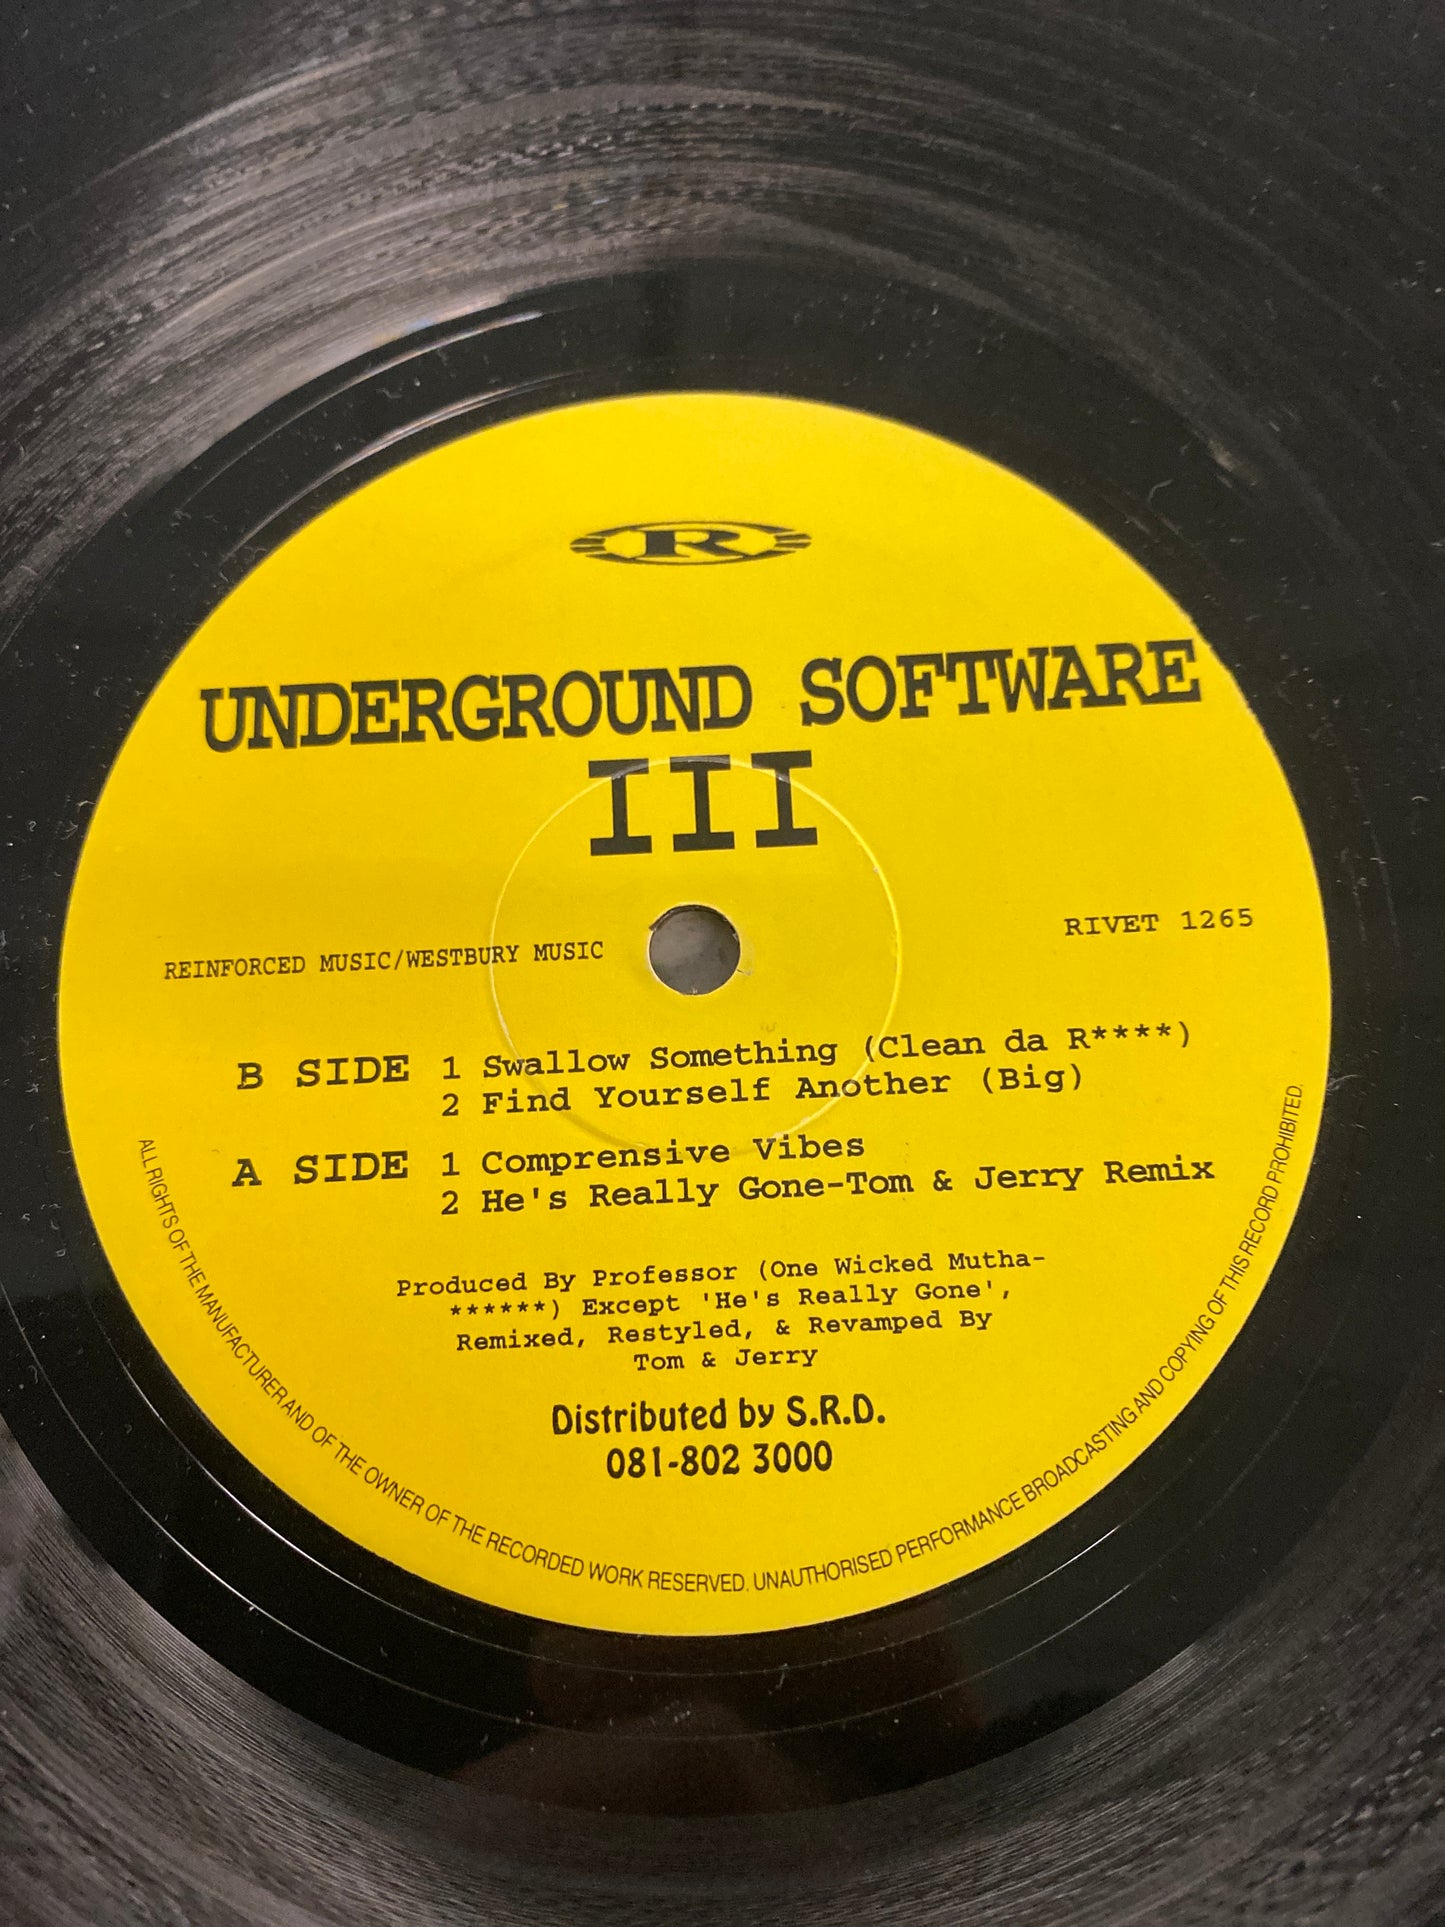 R
UNDERGROUND SOFTWARE
III
RIVET 1265
REINFORCED MUSIC/WESTBURY MUSIC
B SIDE 1 Swallow Something (Clean da R****)
2 Find Yourself Another (Big)
A SIDE 1 Comprensive Vibes
2 He's Really Gone-Tom & Jerry Remix
Produced By Professor (One Wicked Mutha-
******) Except 'He's Really Gone',
Remixed, Restyled, & Revamped By
Tom & Jerry
Distributed by S.R.D.
081-802 3000
ALL RIGHTS OF THE MANUFACTURER AND OF THE OWNER OF THE RECORDED WORK RESERVED. UNAUTHORISED PERFORMANCE BROADCASTING AND COPYING OF THIS RECORD PROHIBITED.